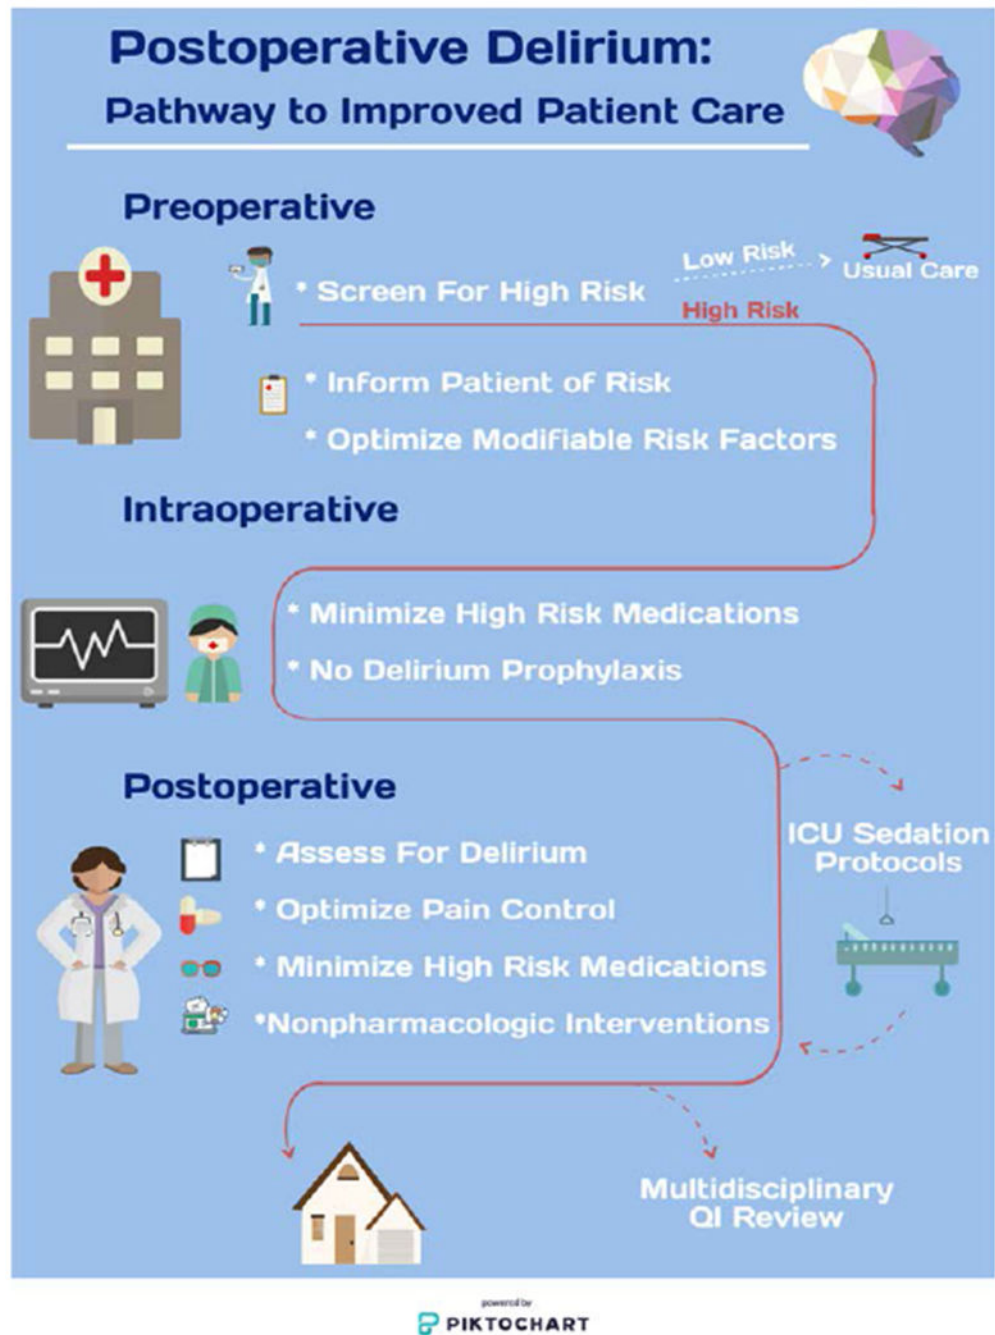 Postoperative Delirium:
Pathway to Improved Patient Care
Preoperative
* Screen For High Risk
Low Risk
Usual Care
High Risk
* Inform Patient of Risk
* Optimize Modifiable Risk Factors
Intraoperative
* Minimize High Risk Medications
* No Delirium Prophylaxis
Postoperative
* Assess For Delirium
* Optimize Pain Control
* Minimize High Risk Medications
*Nonpharmacologic Interventions
ICU Sedation
Protocols
Multidisciplinary
QI Review
powered by
PIKTOCHART